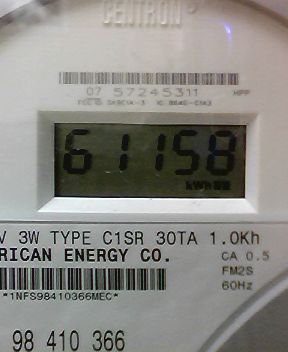 CENTRON®
07 57245311 HPP
61158
kWh
V 3W TYPE C1SR 30TA 1.0Kh
RICAN ENERGY CO. CA 0.5
FM2S
*1NFS98410366MEC* 60Hz
98 410 366